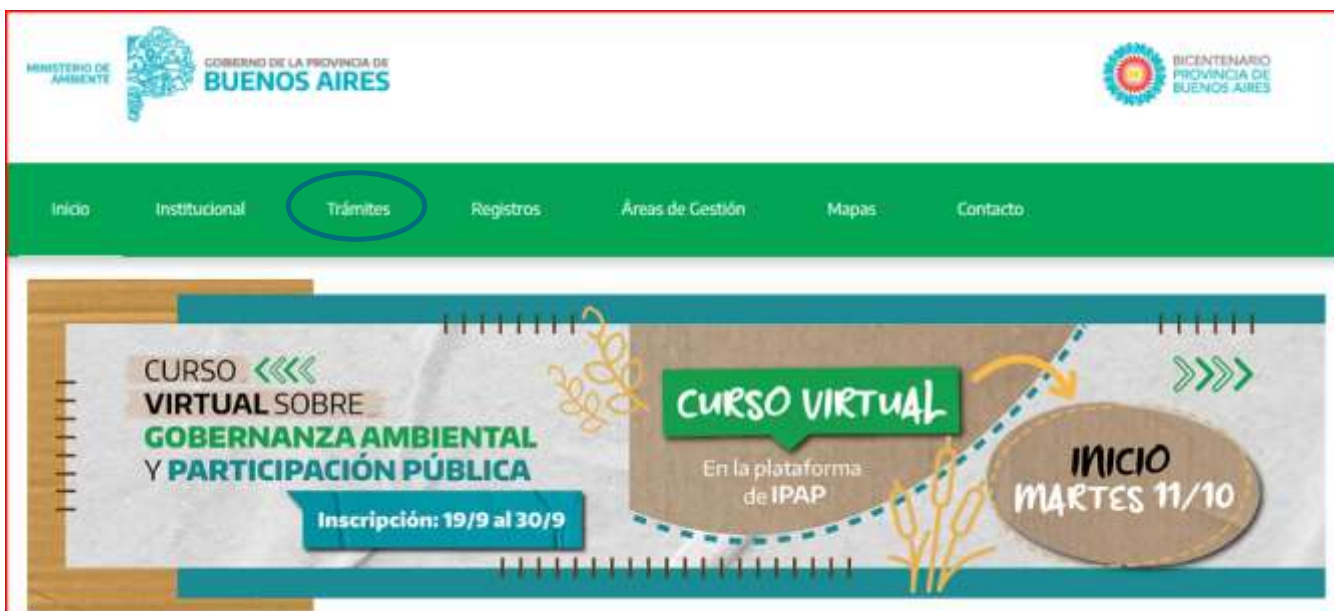 MINISTERIO DE
AMBIENTE
GOBIERNO DE LA PROVINCIA DE
BUENOS AIRES
BICENTENARIO
PROVINCIA DE
BUENOS AIRES
Inicio Institucional Trámites Registros Áreas de Gestión Mapas Contacto
CURSO
VIRTUAL SOBRE
GOBERNANZA AMBIENTAL
Y PARTICIPACIÓN PÚBLICA
Inscripción: 19/9 al 30/9
CURSO VIRTUAL
En la plataforma
de IPAP
INICIO
MARTES 11/10